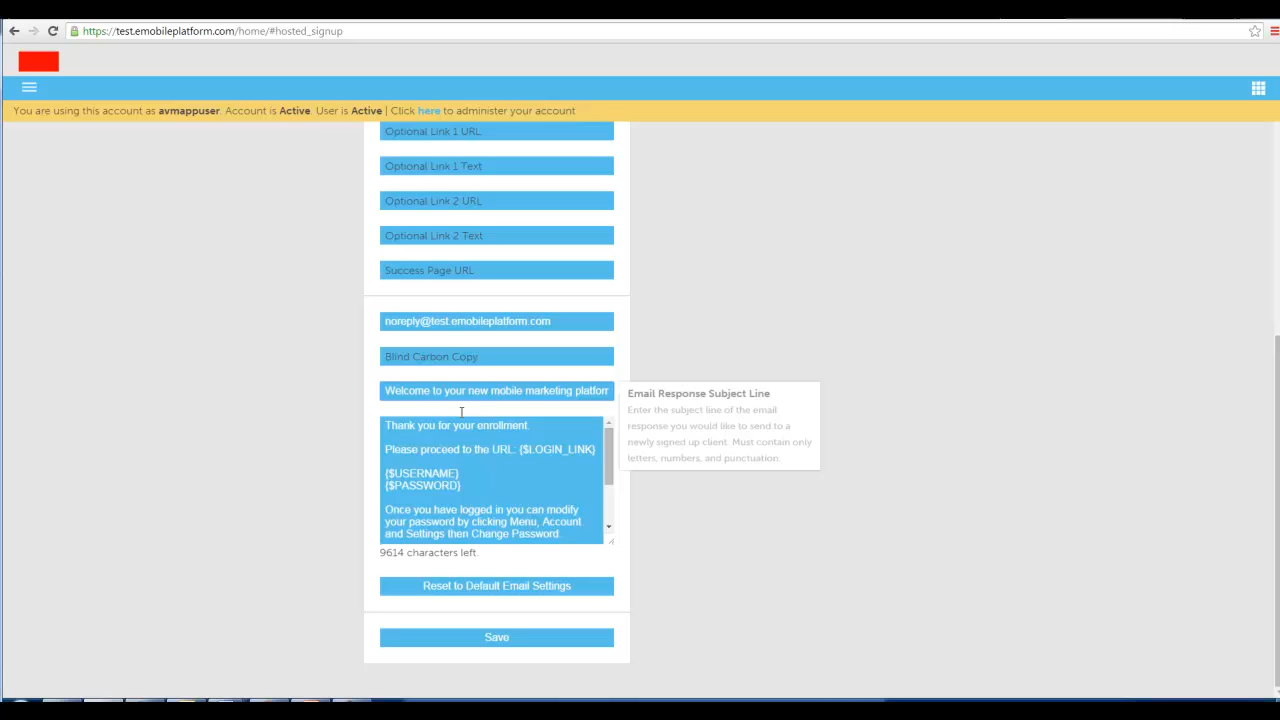 https://test.emobileplatform.com/home/#hosted_signup
You are using this account as avmappuser. Account is Active. User is Active | Click here to administer your account
Optional Link 1 URL
Optional Link 1 Text
Optional Link 2 URL
Optional Link 2 Text
Success Page URL
noreply@test.emobileplatform.com
Blind Carbon Copy
Welcome to your new mobile marketing platforr
Email Response Subject Line
Enter the subject line of the email
response you would like to send to a
newly signed up client. Must contain only
letters, numbers, and punctuation.
Thank you for your enrollment.
Please proceed to the URL: {$LOGIN_LINK}
{$USERNAME}
{$PASSWORD}
Once you have logged in you can modify
your password by clicking Menu, Account
and Settings then Change Password.
9614 characters left.
Reset to Default Email Settings
Save